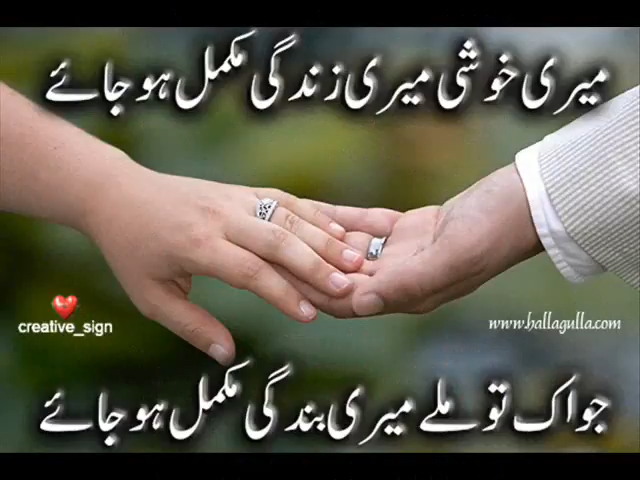 میری خوشی میری زندگی مکمل ہو جائے
creative_sign
www.hallagulla.com
جو اک تو ملے میری بندگی مکمل ہو جائے